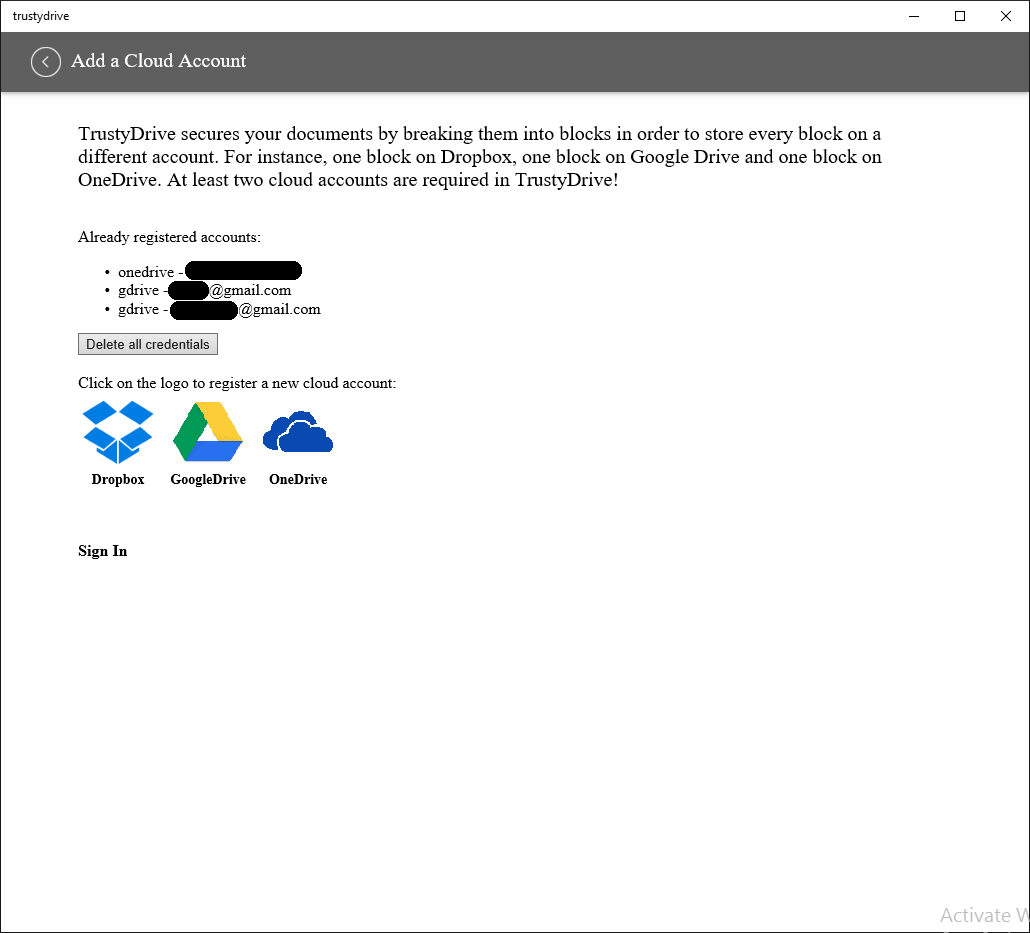 trustydrive
Add a Cloud Account
TrustyDrive secures your documents by breaking them into blocks in order to store every block on a
different account. For instance, one block on Dropbox, one block on Google Drive and one block on
OneDrive. At least two cloud accounts are required in TrustyDrive!
Already registered accounts:
• onedrive -
• gdrive - @gmail.com
• gdrive - @gmail.com
Delete all credentials
Click on the logo to register a new cloud account:
Dropbox GoogleDrive OneDrive
Sign In
Activate W